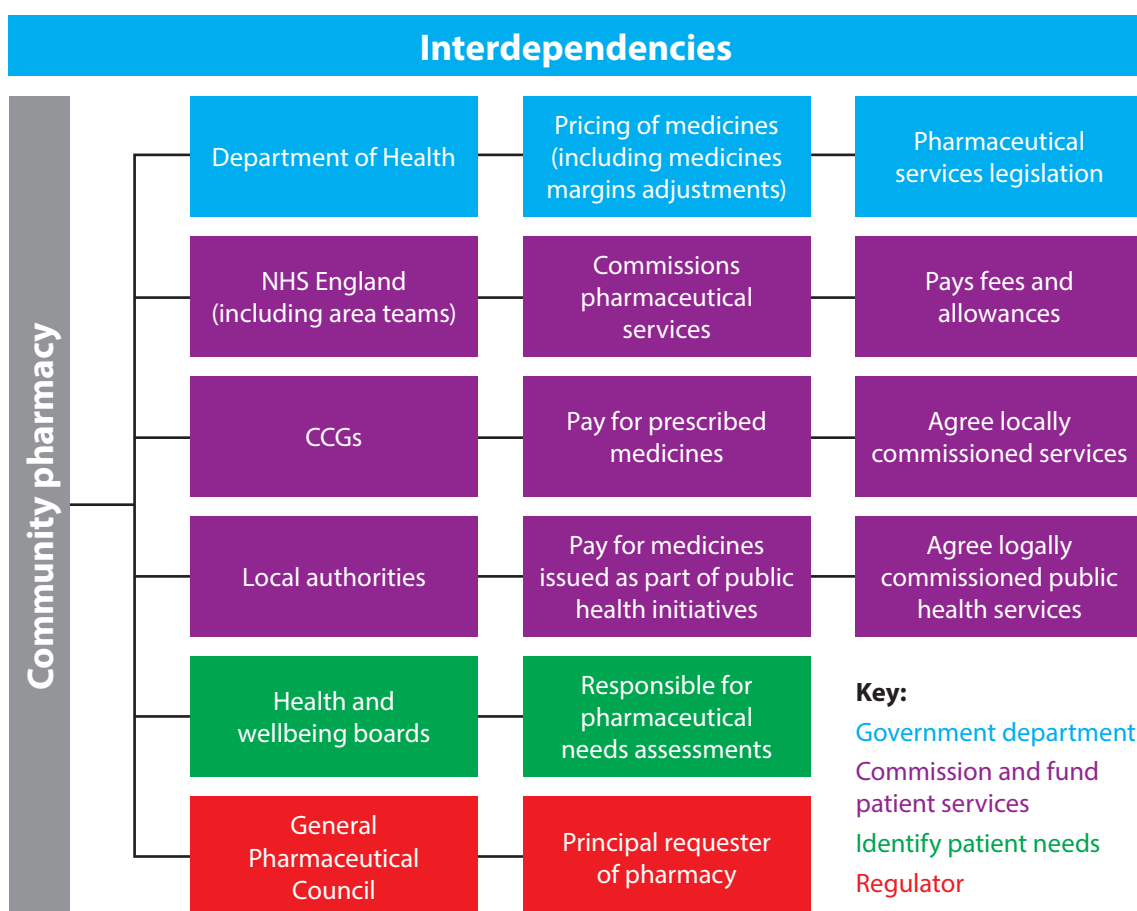 Interdependencies
Community pharmacy
Department of Health
Pricing of medicines
(including medicines
margins adjustments)
Pharmaceutical
services legislation
NHS England
(including area teams)
Commissions
pharmaceutical
services
Pays fees and
allowances
CCGs
Pay for prescribed
medicines
Agree locally
commissioned services
Local authorities
Pay for medicines
issued as part of public
health initiatives
Agree logally
commissioned public
health services
Health and
wellbeing boards
Responsible for
pharmaceutical
needs assessments
General
Pharmaceutical
Council
Principal requester
of pharmacy
Key:
Government department
Commission and fund
patient services
Identify patient needs
Regulator